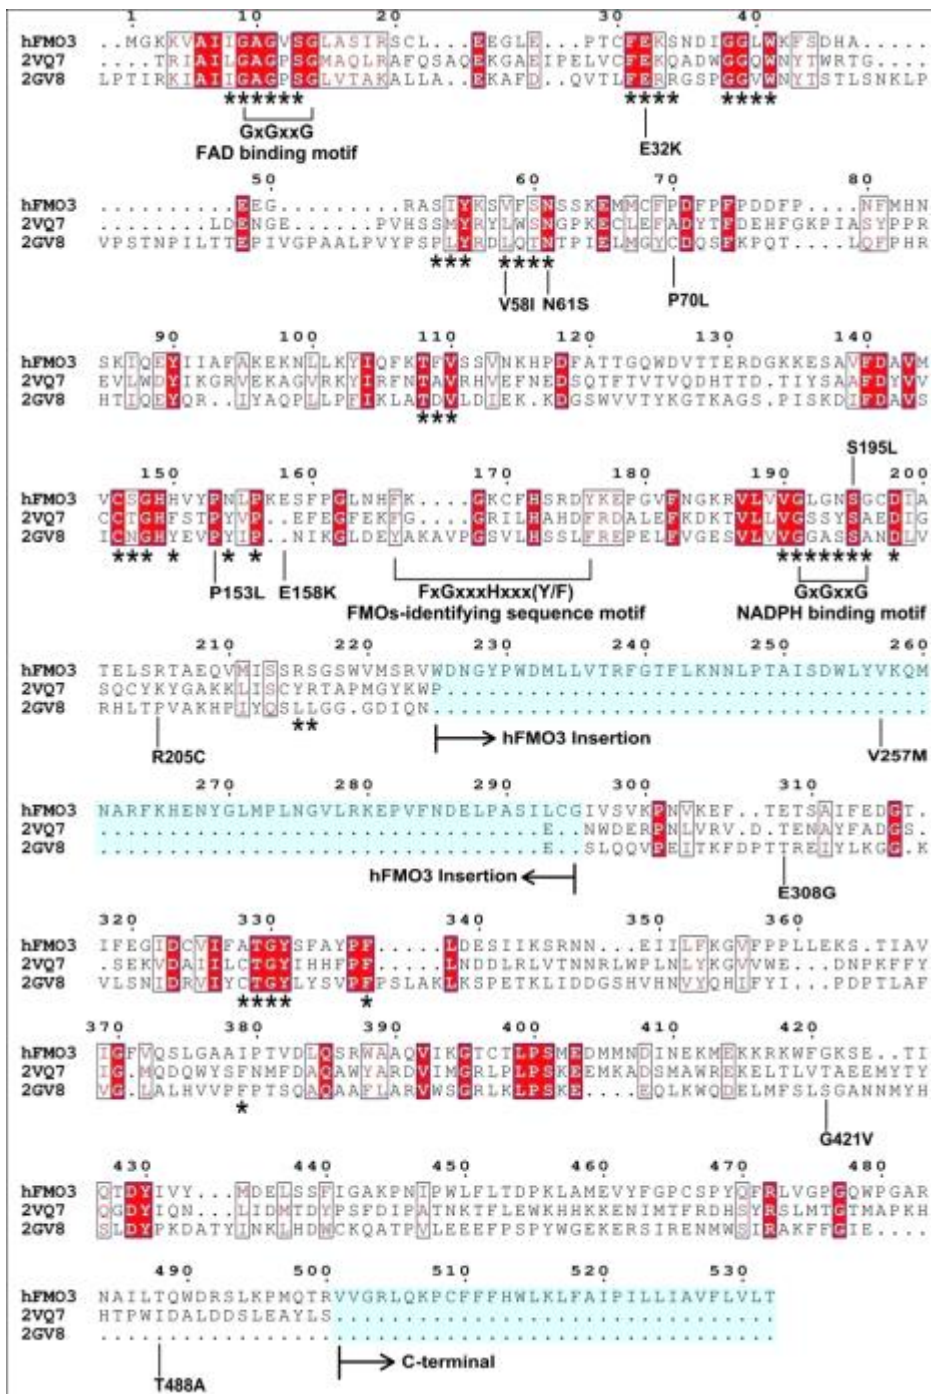 1 10 20 30 40
hFMO3 ..MGKKVAIIGAGVSGLASIRSCL..EEGLE..PTCFEKSNDIGGLWKFSDHA.....
2VQ7 ....TRIAILGAGPSGMAQLRAFQSAQEKGAEIPELVCFEKQADWGGQWNYTWRTG....
2GV8 LPTIRKIAIIGAGPSGLVTAKALLA..EKAFD..QVTLFERRGSPGGVWNYTSTLSNKLP
****** **** ****
GxGxxG
FAD binding motif
E32K
50 60 70 80
hFMO3 ..........EEG......RASIYKSVFSNSSKEMMCFPDFPFPDDFP....NFMHN
2VQ7 ........LDENGE....PVHSSMYRYLWSNGPKECLEFADYTFDEHFGKPIASYPPR
2GV8 VPSTNPILTTEPIVGPAALPVYPSPLYRDLQTNTPIELMGYCDQSFKPQT....LQFPHR
*** ****
V58I N61S P70L
90 100 110 120 130 140
hFMO3 SKIQEYIIAFAKEKNLLKYIQFKTFVSSVNKHPDFATTGQWDVTTERDGKKESAVFDAVM
2VQ7 EVLWDYIKGRVEKAGVRKYIRFNTAVRHVEFNEDSQTFTVTVQDHTTD.TIYSAAFDYVV
2GV8 HTIQEYQR..IYAQPLLPFIKLATDVLDIEKK.DGSWVVTYKGTKAGS.PISKDIFDAVS
***
S195L
150 160 170 180 190 200
hFMO3 VCSGHHVYPNLPKESFPGLNHFK....GKCFHSRDYKEPGVFNGKRVLVVGLGNSGCDIA
2VQ7 CCTGHFSTPYVP..EFEGFEKFG....GRILHAHDFRDALEFKDKTVLLVGSSYSAEDIG
2GV8 ICNGHYEVPYIP..NIKGLDEYAKAVPGSVLHSSLFREPELFVGESVLVVGGASSANDLV
*** * * * ******* *
P153L E158K
FxGxxxHxxx(Y/F)
FMOs-identifying sequence motif
GxGxxG
NADPH binding motif
210 220 230 240 250 260
hFMO3 TELSRTAEQVMISSRSGSWVMSRVWDNGYPWDMLLVTRFGTFLKNNLPTAISDWLYVKQM
2VQ7 SQCYKYGAKKLISCYRTAPMGYKWP...................................
2GV8 RHLTPVAKHPIYQSLLGG.GDIQN....................................
**
R205C hFMO3 Insertion V257M
270 280 290 300 310
hFMO3 NARFKHENYGLMPLNGVLRKEPVFNDELPASILCGIVSVKPNVKEF..TETSAIFEDGT.
2VQ7 ................................E..NWDERPNLVRV.D.TENAYFADGS.
2GV8 ................................E..SLQQVPEITKFDPTTREIYLKGG.K
hFMO3 Insertion
E308G
320 330 340 350 360
hFMO3 IFEGIDCVIFATGYSFAYPF.....LDESIIKSRNN...EIILFKGVFPPLLEKS.TIAV
2VQ7 .SEKVDAIILCTGYIHHFPF.....LNDDLRLVTNNRLWPLNLYKGVVWE...DNPKFFY
2GV8 VLSNIDRVIYCTGYLYSVPFPSLAKLKSPETKLIDDGSHVHNVYQHIFYI...PDPTLAF
**** *
370 380 390 400 410 420
hFMO3 IGFVQSLGAAIPTVDLQSRWAAQVIKGTCTLPSMEDMMNDINEKMEKKRKWFGKSE..TI
2VQ7 IG.MQDQWYSFNMFDAQAWYARDVIMGRLPLPSKEEMKADSMAWREKELTLVTAEEMYTY
2GV8 VG.LALHVVPFPTSQAQAAFLARVWSGRLKLPSKE....EQLKWQDELMFSLSGANNMYH
*
G421V
430 440 450 460 470 480
hFMO3 QTDYIVY...MDELSSFIGAKPNIPWLFLTDPKLAMEVYFGPCSPYQFRLVGPGQWPGAR
2VQ7 QGDYIQN...LIDMTDYPSFDIPATNKTFLEWKHHKKENIMTFRDHSYRSLMTGTMAPKH
2GV8 SLDYPKDATYINKLHDWCKQATPVLEEEFPSPYWGEKERSIRENMWSIRAKFFGIE....
490 500 510 520 530
hFMO3 NAILTQWDRSLKPMQTRVVGRLQKPCFFFHWLKLFAIPILLIAVFLVLT
2VQ7 HTPWIDALDDSLEAYLS................................
2GV8 .................................................
C-terminal
T488A